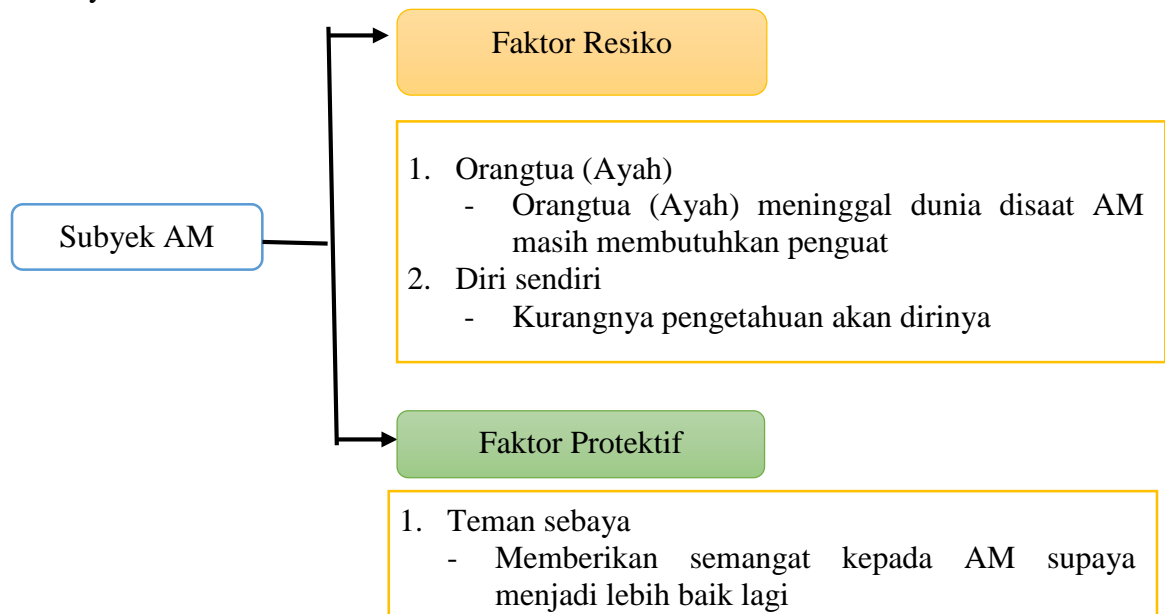 Faktor Resiko
1. Orangtua (Ayah)
- Orangtua (Ayah) meninggal dunia disaat AM
masih membutuhkan penguat
2. Diri sendiri
- Kurangnya pengetahuan akan dirinya
Subyek AM
Faktor Protektif
1. Teman sebaya
- Memberikan semangat kepada AM supaya
menjadi lebih baik lagi